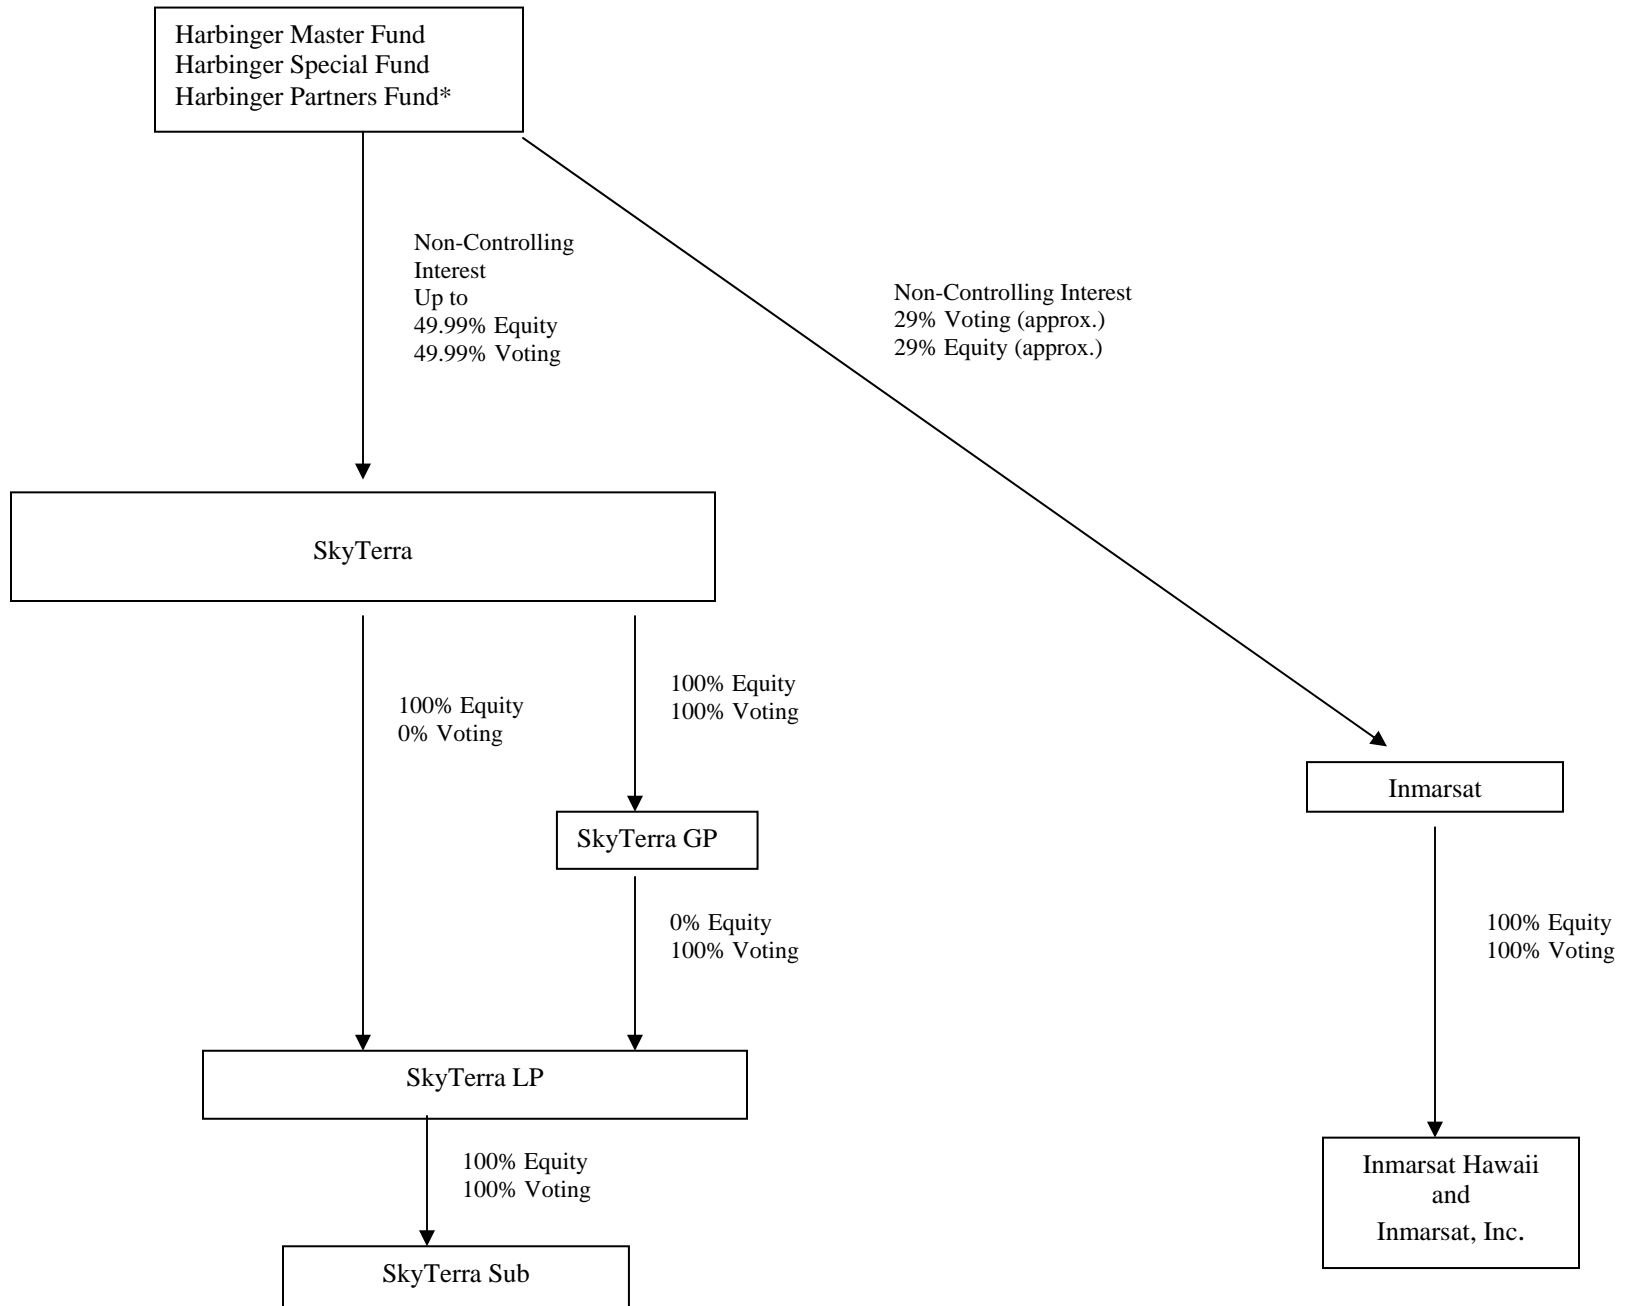 Harbinger Master Fund
Harbinger Special Fund
Harbinger Partners Fund*
Non-Controlling
Interest
Up to
49.99% Equity
49.99% Voting
Non-Controlling Interest
29% Voting (approx.)
29% Equity (approx.)
SkyTerra
100% Equity
0% Voting
100% Equity
100% Voting
Inmarsat
SkyTerra GP
0% Equity
100% Voting
100% Equity
100% Voting
SkyTerra LP
100% Equity
100% Voting
Inmarsat Hawaii
and
Inmarsat, Inc.
SkyTerra Sub